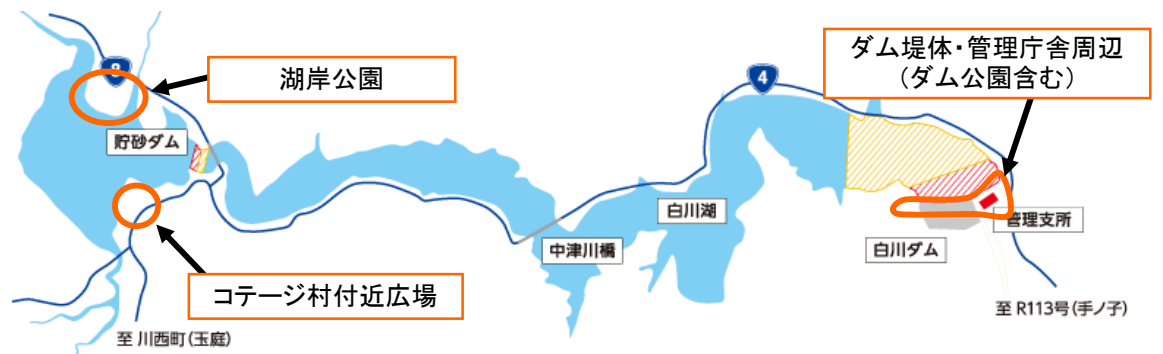 8
湖岸公園
貯砂ダム
コテージ村付近広場
至 川西町(玉庭)
中津川橋
白川湖
4
ダム堤体・管理庁舎周辺
(ダム公園含む)
管理支所
白川ダム
至 R113号(手ノ子)